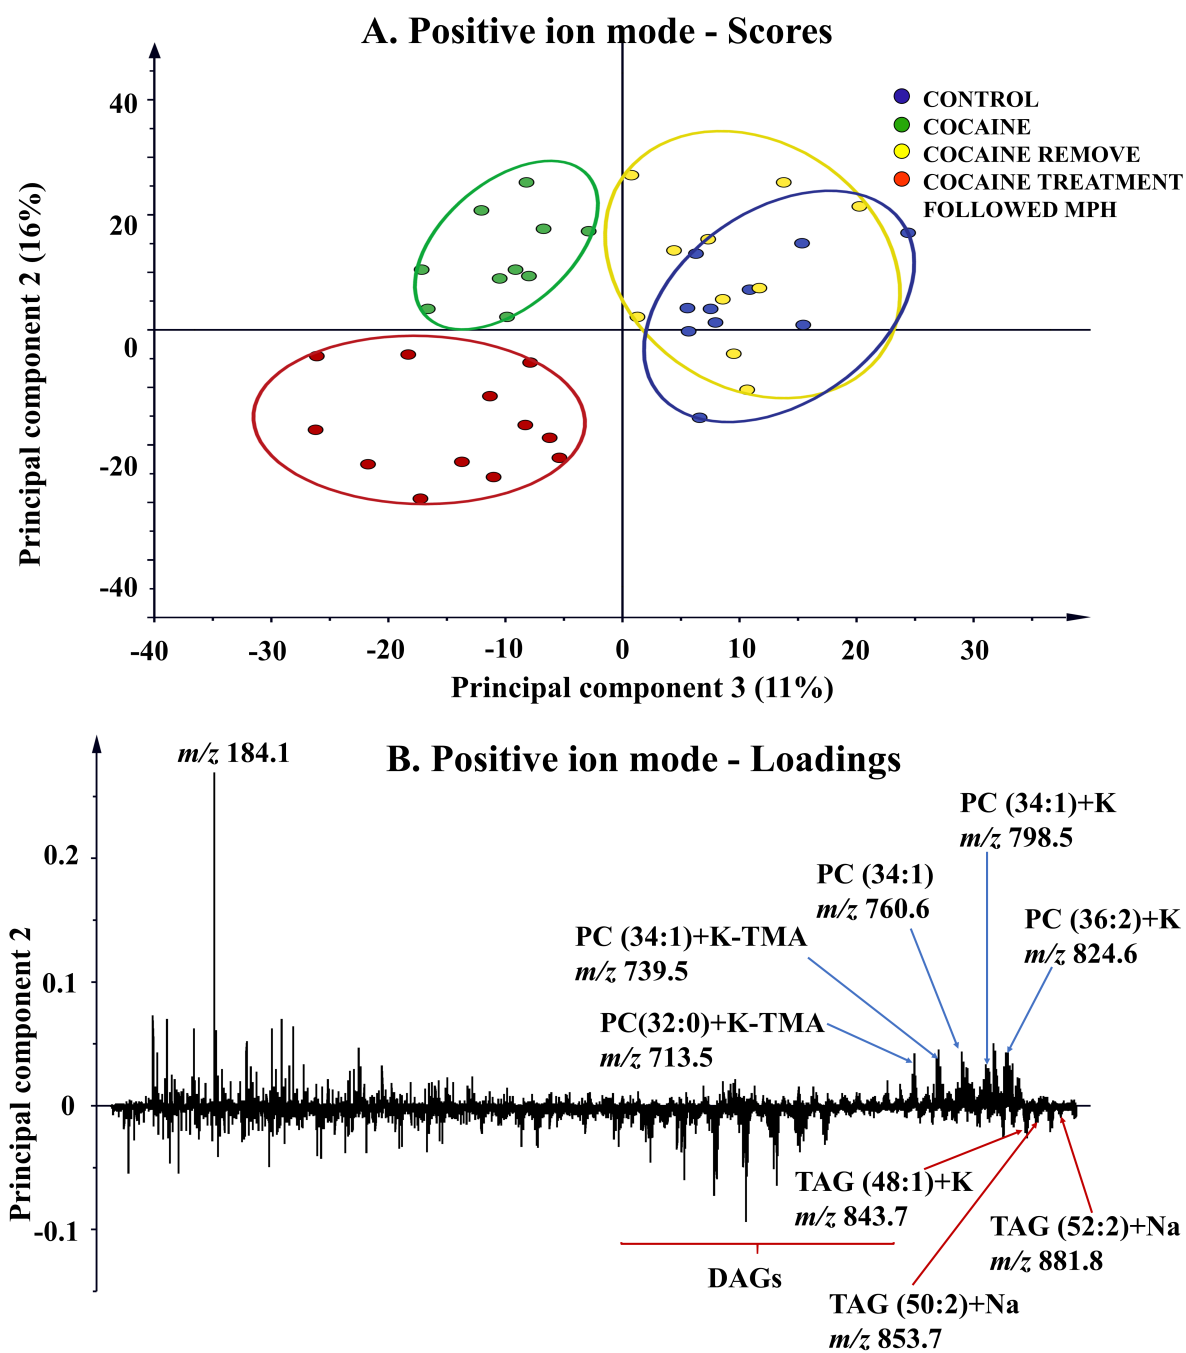 A. Positive ion mode - Scores
CONTROL
COCAINE
COCAINE REMOVE
COCAINE TREATMENT
FOLLOWED MPH
Principal component 2 (16%)
40
20
0
-20
-40
-40 -30 -20 -10 0 10 20 30
Principal component 3 (11%)
B. Positive ion mode - Loadings
m/z 184.1
PC (34:1)+K
m/z 798.5
PC (34:1)
m/z 760.6
PC (36:2)+K
m/z 824.6
PC (34:1)+K-TMA
m/z 739.5
PC(32:0)+K-TMA
m/z 713.5
Principal component 2
0.2
0.1
0
-0.1
TAG (48:1)+K
m/z 843.7
TAG (52:2)+Na
m/z 881.8
DAGs
TAG (50:2)+Na
m/z 853.7